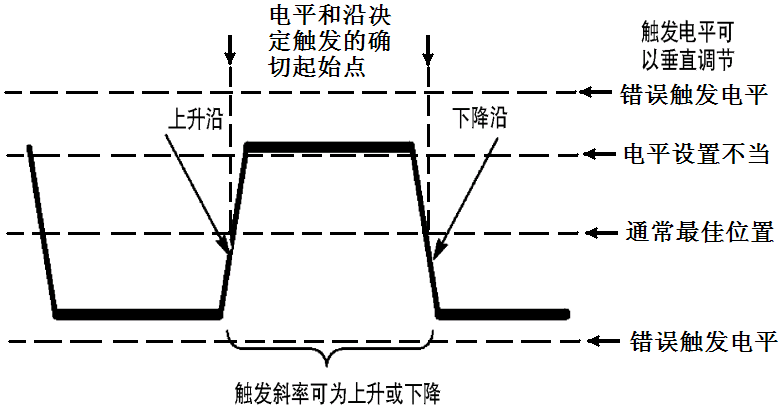 电平和沿决
定触发的确
切起始点
触发电平可
以垂直调节
错误触发电平
上升沿
下降沿
电平设置不当
通常最佳位置
错误触发电平
触发斜率可为上升或下降